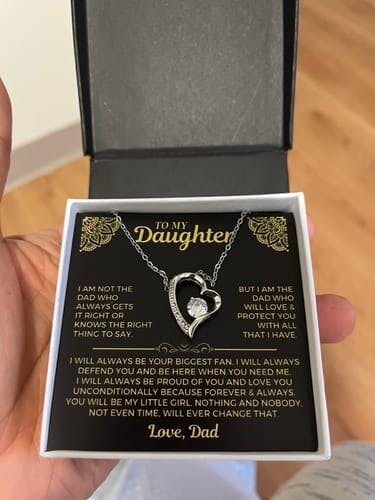 TO MY
Daughter
I AM NOT THE
DAD WHO
ALWAYS GETS
IT RIGHT OR
KNOWS THE RIGHT
THING TO SAY.
BUT I AM THE
DAD WHO
WILL LOVE &
PROTECT YOU
WITH ALL
THAT I HAVE.
I WILL ALWAYS BE YOUR BIGGEST FAN. I WILL ALWAYS
DEFEND YOU AND BE HERE WHEN YOU NEED ME.
I WILL ALWAYS BE PROUD OF YOU AND LOVE YOU
UNCONDITIONALLY BECAUSE FOREVER & ALWAYS.
YOU WILL BE MY LITTLE GIRL. NOTHING AND NOBODY.
NOT EVEN TIME, WILL EVER CHANGE THAT.
Love, Dad